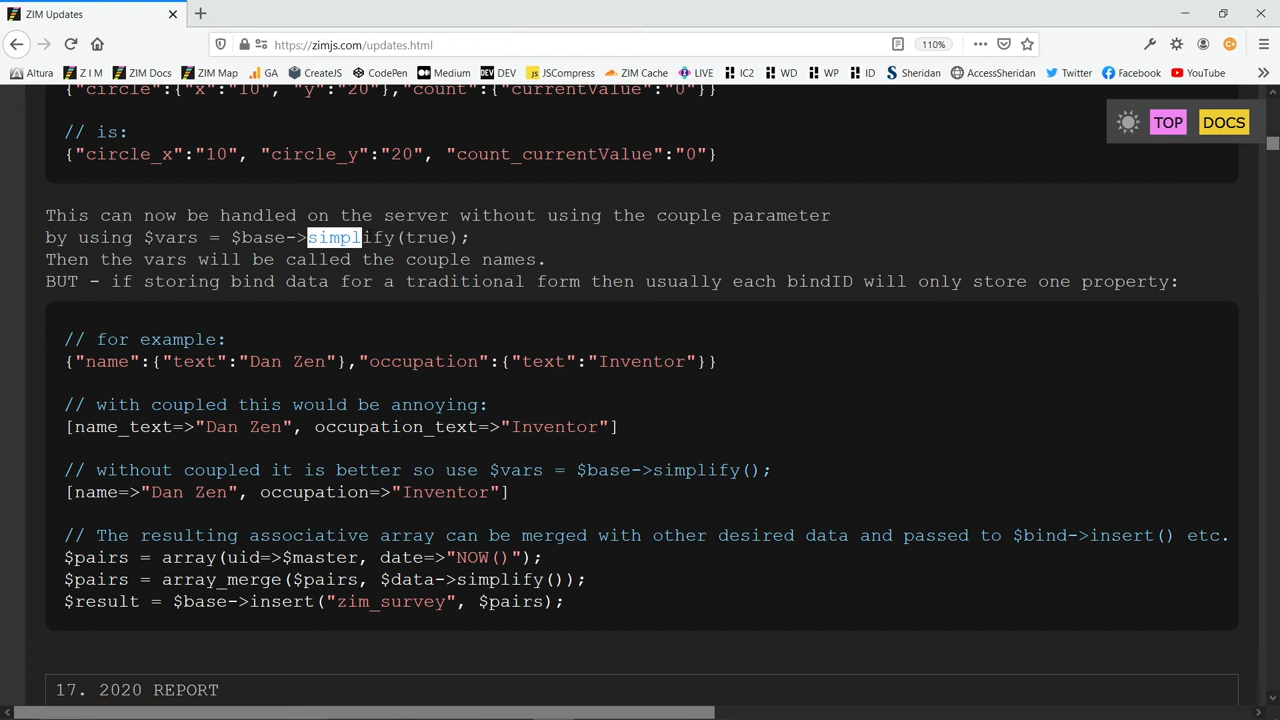 ZIM Updates
https://zimjs.com/updates.html
110%
Altura
Z I M
ZIM Docs
ZIM Map
GA
CreateJS
CodePen
Medium
DEV
JSCompress
ZIM Cache
LIVE
IC2
WD
WP
ID
Sheridan
AccessSheridan
Twitter
Facebook
YouTube
{"circle":{"x":"10", "y":"20"},"count":{"currentValue":"0"}}
TOP
DOCS
// is:
{"circle_x":"10", "circle_y":"20", "count_currentValue":"0"}
This can now be handled on the server without using the couple parameter
by using $vars = $base->simplify(true);
Then the vars will be called the couple names.
BUT - if storing bind data for a traditional form then usually each bindID will only store one property:
// for example:
{"name":{"text":"Dan Zen"},"occupation":{"text":"Inventor"}}
// with coupled this would be annoying:
[name_text=>"Dan Zen", occupation_text=>"Inventor"]
// without coupled it is better so use $vars = $base->simplify();
[name=>"Dan Zen", occupation=>"Inventor"]
// The resulting associative array can be merged with other desired data and passed to $bind->insert() etc.
$pairs = array(uid=>$master, date=>"NOW()");
$pairs = array_merge($pairs, $data->simplify());
$result = $base->insert("zim_survey", $pairs);
17. 2020 REPORT